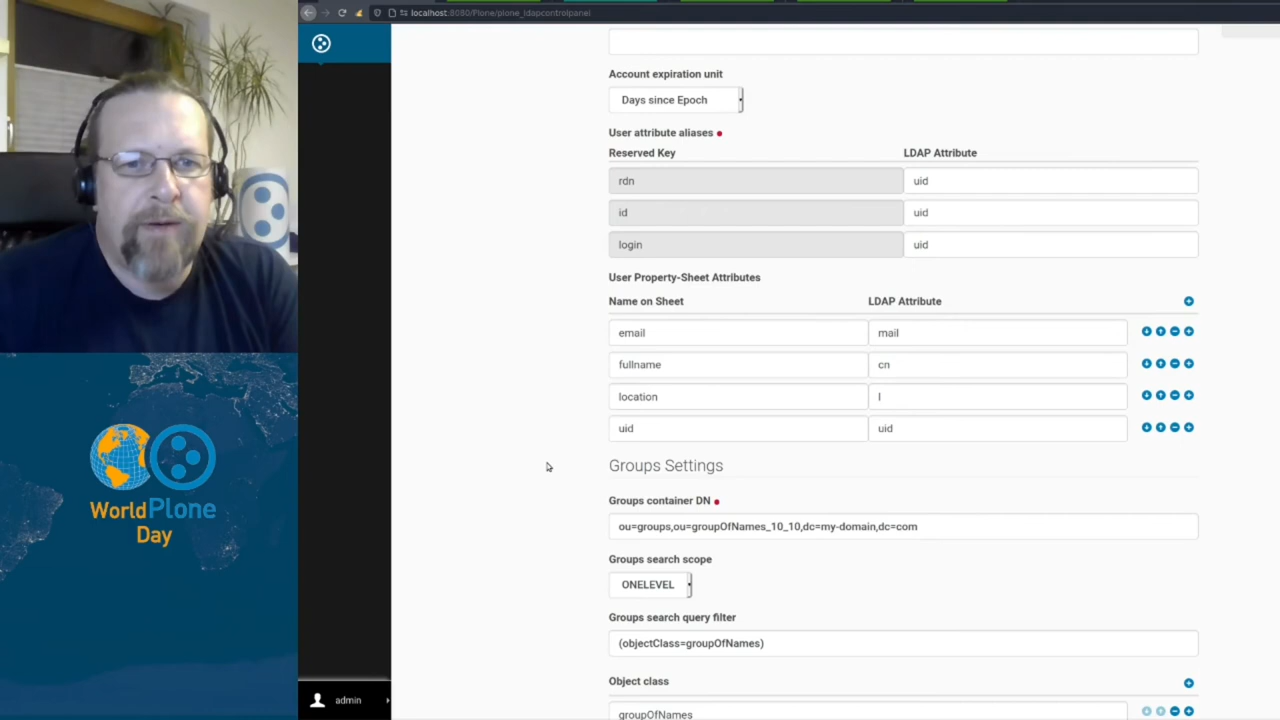 localhost:8080/Plone/plone_ldapcontrolpanel
Account expiration unit
Days since Epoch
User attribute aliases
Reserved Key LDAP Attribute
rdn uid
id uid
login uid
User Property-Sheet Attributes
Name on Sheet LDAP Attribute
email mail
fullname cn
location l
uid uid
Groups Settings
Groups container DN
ou=groups,ou=groupOfNames_10_10,dc=my-domain,dc=com
Groups search scope
ONELEVEL
Groups search query filter
(objectClass=groupOfNames)
Object class
groupOfNames
admin
WorldPlone
Day